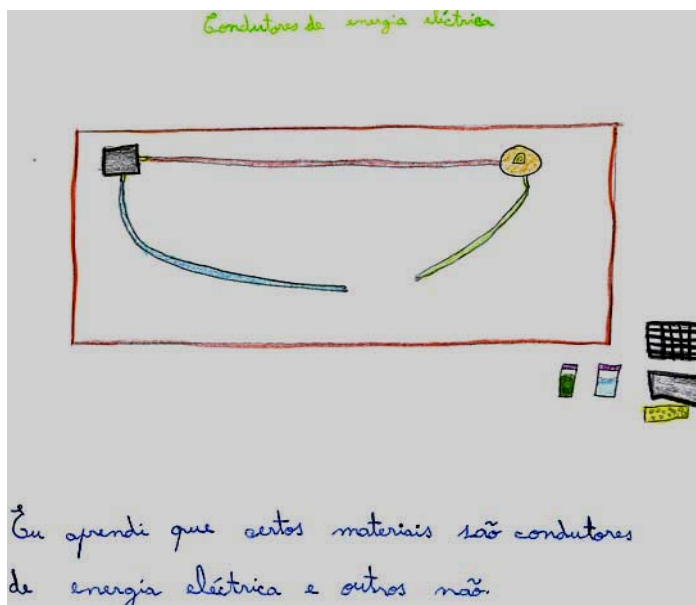 Condutores de energia eléctrica
Eu aprendi que certos materiais são condutores
de energia eléctrica e outros não.